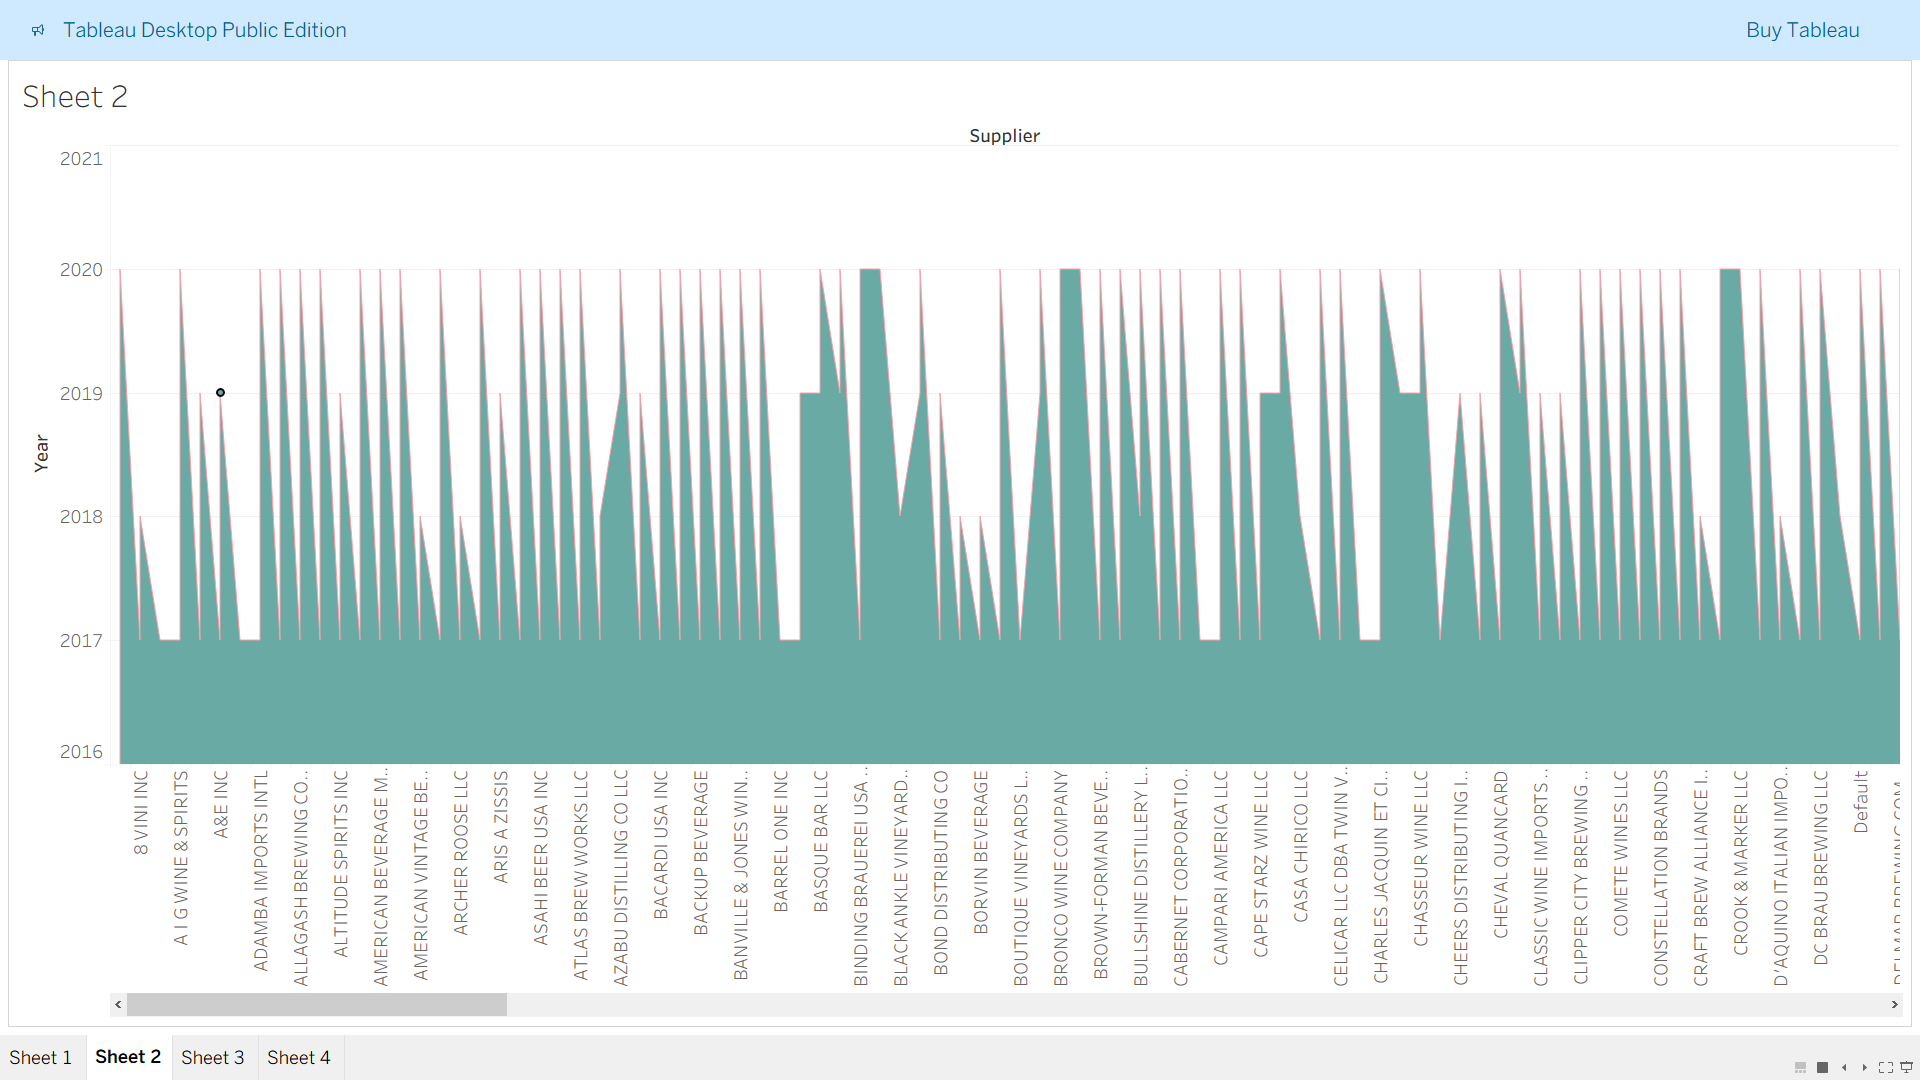 Tableau Desktop Public Edition
Buy Tableau
Sheet 2
Supplier
2021
2020
2019
2018
2017
2016
Year
8 VINI INC
A I G WINE & SPIRITS
A&E INC
ADAMBA IMPORTS INTL
ALLAGASH BREWING CO..
ALTITUDE SPIRITS INC
AMERICAN BEVERAGE M..
AMERICAN VINTAGE BE..
ARCHER ROOSE LLC
ARIS A ZISSIS
ASAHI BEER USA INC
ATLAS BREW WORKS LLC
AZABU DISTILLING CO LLC
BACARDI USA INC
BACKUP BEVERAGE
BANVILLE & JONES WIN..
BARREL ONE INC
BASQUE BAR LLC
BINDING BRAUEREI USA ..
BLACK ANKLE VINEYARD..
BOND DISTRIBUTING CO
BORVIN BEVERAGE
BOUTIQUE VINEYARDS L..
BRONCO WINE COMPANY
BROWN-FORMAN BEVE..
BULLSHINE DISTILLERY L..
CABERNET CORPORATIO..
CAMPARI AMERICA LLC
CAPE STARZ WINE LLC
CASA CHIRICO LLC
CELICAR LLC DBA TWIN V..
CHARLES JACQUIN ET CI..
CHASSEUR WINE LLC
CHEERS DISTRIBUTING I..
CHEVAL QUANCARD
CLASSIC WINE IMPORTS ..
CLIPPER CITY BREWING ..
COMETE WINES LLC
CONSTELLATION BRANDS
CRAFT BREW ALLIANCE I..
CROOK & MARKER LLC
D'AQUINO ITALIAN IMPO..
DC BRAU BREWING LLC
Default
Sheet 1
Sheet 2
Sheet 3
Sheet 4